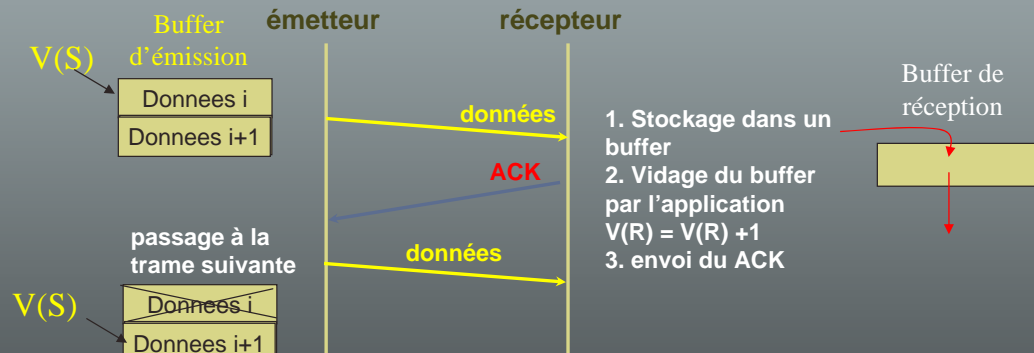 Buffer
d'émission
émetteur
récepteur
V(S)
Donnees i
Donnees i+1
données
ACK
1. Stockage dans un
buffer
2. Vidage du buffer
par l'application
V(R) = V(R) +1
3. envoi du ACK
Buffer de
réception
passage à la
trame suivante
données
V(S)
Donnees i
Donnees i+1